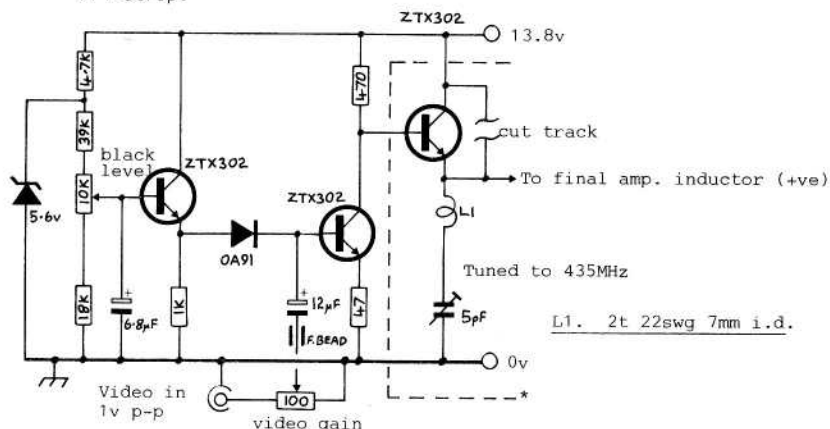 ZTX302
13.8v
4.7K
470
39K
cut track
black
level
ZTX302
10K
ZTX302
To final amp. inductor (+ve)
5.6v
L1
OA91
Tuned to 435MHz
18K
6.8µF
+
1K
12µF
+
47
5pF
F.BEAD
L1. 2t 22swg 7mm i.d.
0v
Video in
1v p-p
100
video gain
*